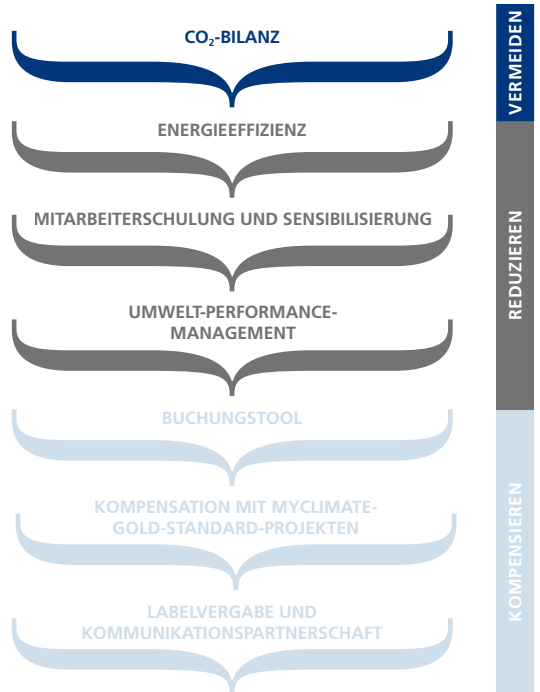 CO₂-BILANZ
VERMEIDEN
ENERGIEEFFIZIENZ
MITARBEITERSCHULUNG UND SENSIBILISIERUNG
REDUZIEREN
UMWELT-PERFORMANCE-
MANAGEMENT
BUCHUNGSTOOL
KOMPENSATION MIT MYCLIMATE-
GOLD-STANDARD-PROJEKTEN
KOMPENSIEREN
LABELVERGABE UND
KOMMUNIKATIONSPARTNERSCHAFT